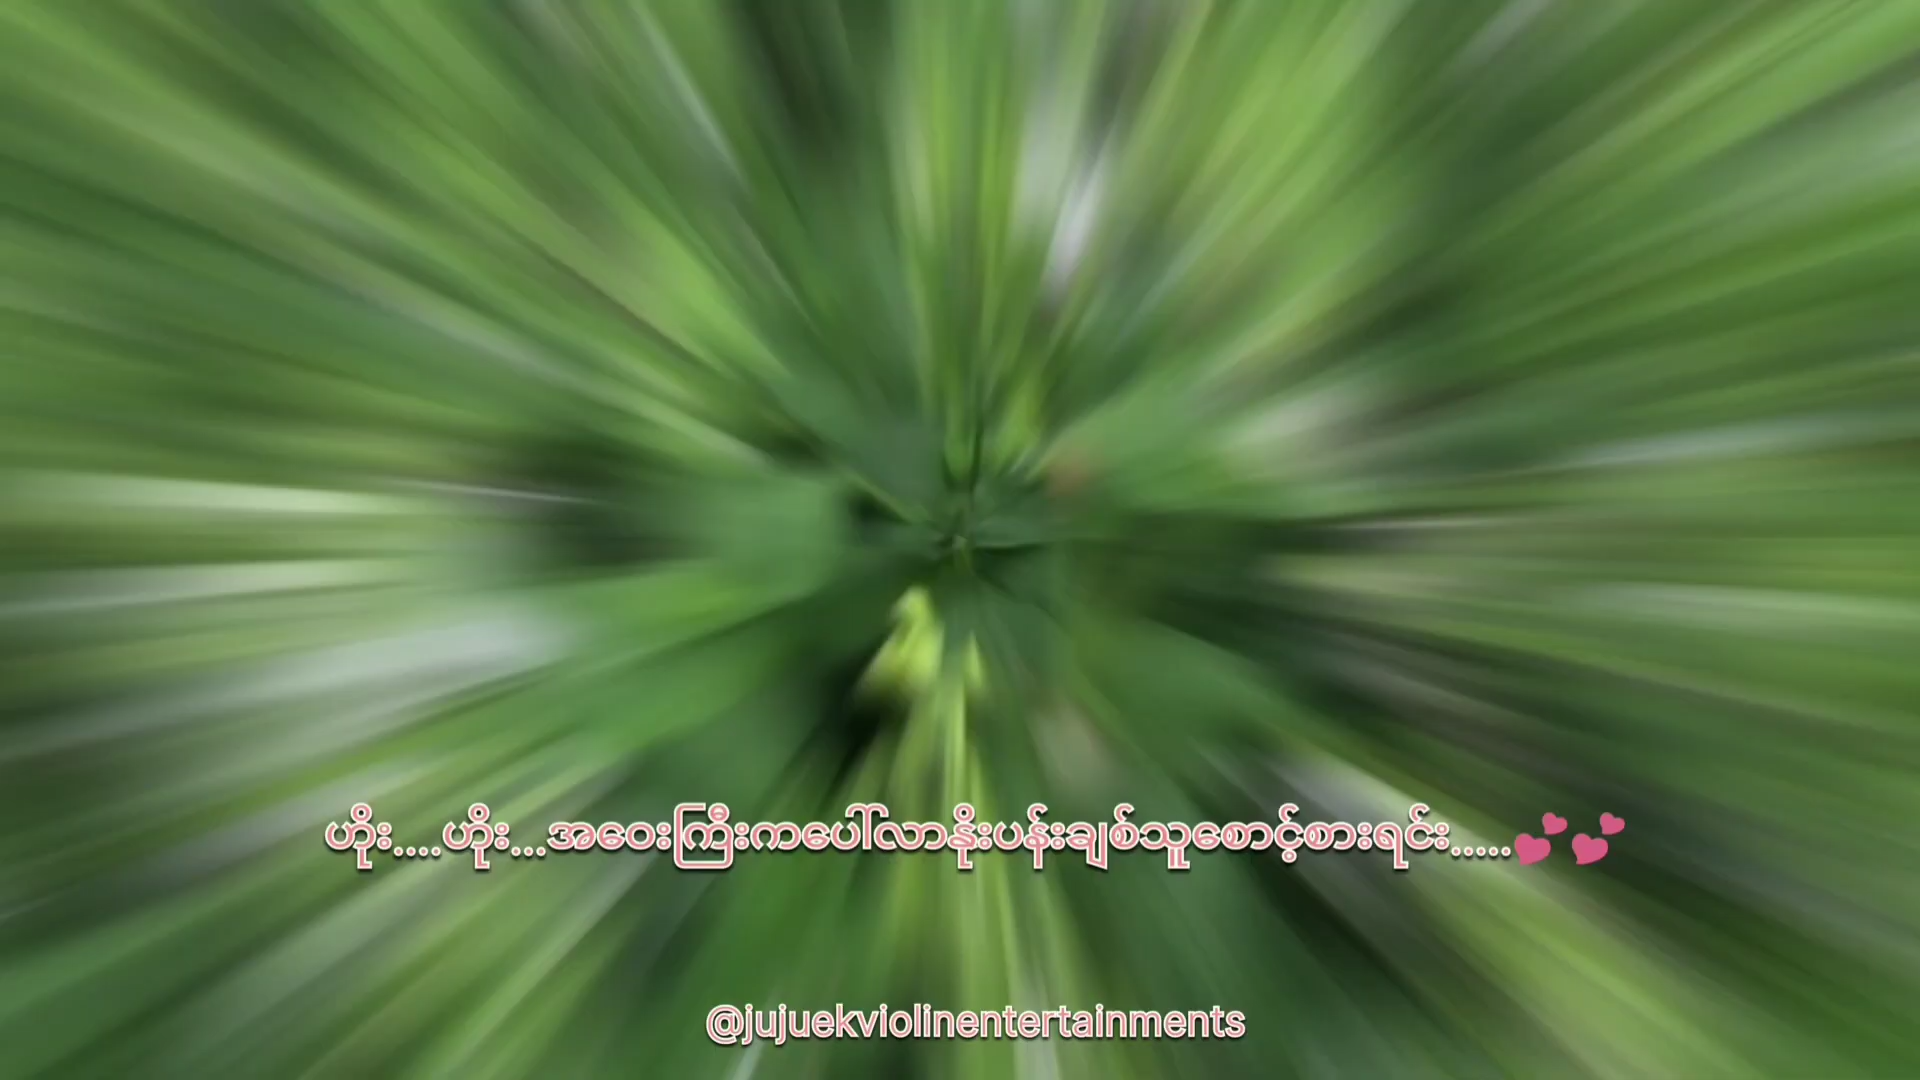 ဟိုး....ဟိုး...အဝေးကြီးကပေါ်လာနိုးပန်းချစ်သူစောင့်စားရင်း.....💕💕
@jujuekviolinentertainments